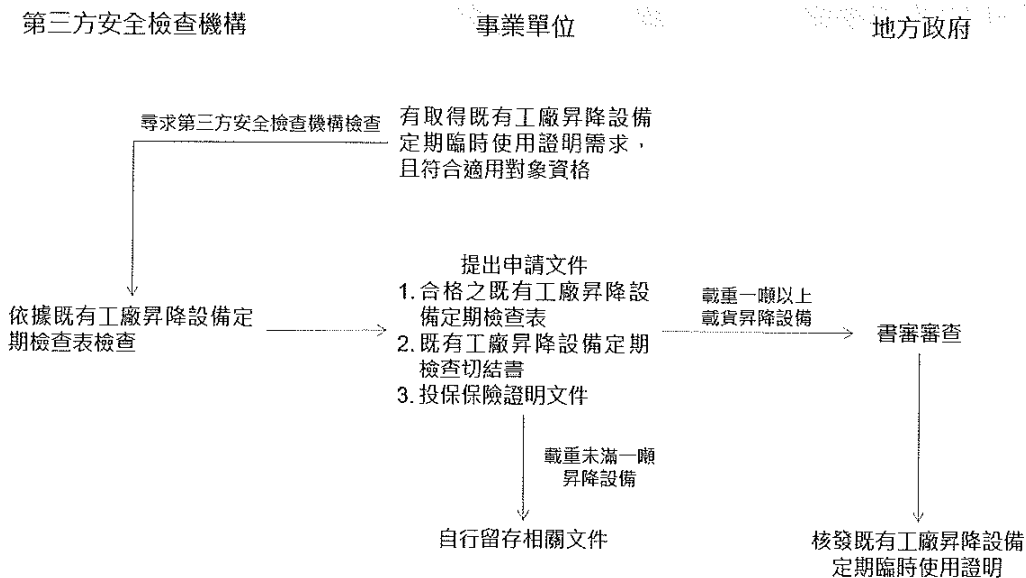 第三方安全檢查機構
事業單位
地方政府
尋求第三方安全檢查機構檢查
有取得既有工廠昇降設備
定期臨時使用證明需求，
且符合適用對象資格
提出申請文件
1. 合格之既有工廠昇降設
備定期檢查表
2. 既有工廠昇降設備定期
檢查切結書
3. 投保保險證明文件
依據既有工廠昇降設備定
期檢查表檢查
載重一噸以上
載貨昇降設備
書審審查
載重未滿一噸
昇降設備
自行留存相關文件
核發既有工廠昇降設備
定期臨時使用證明